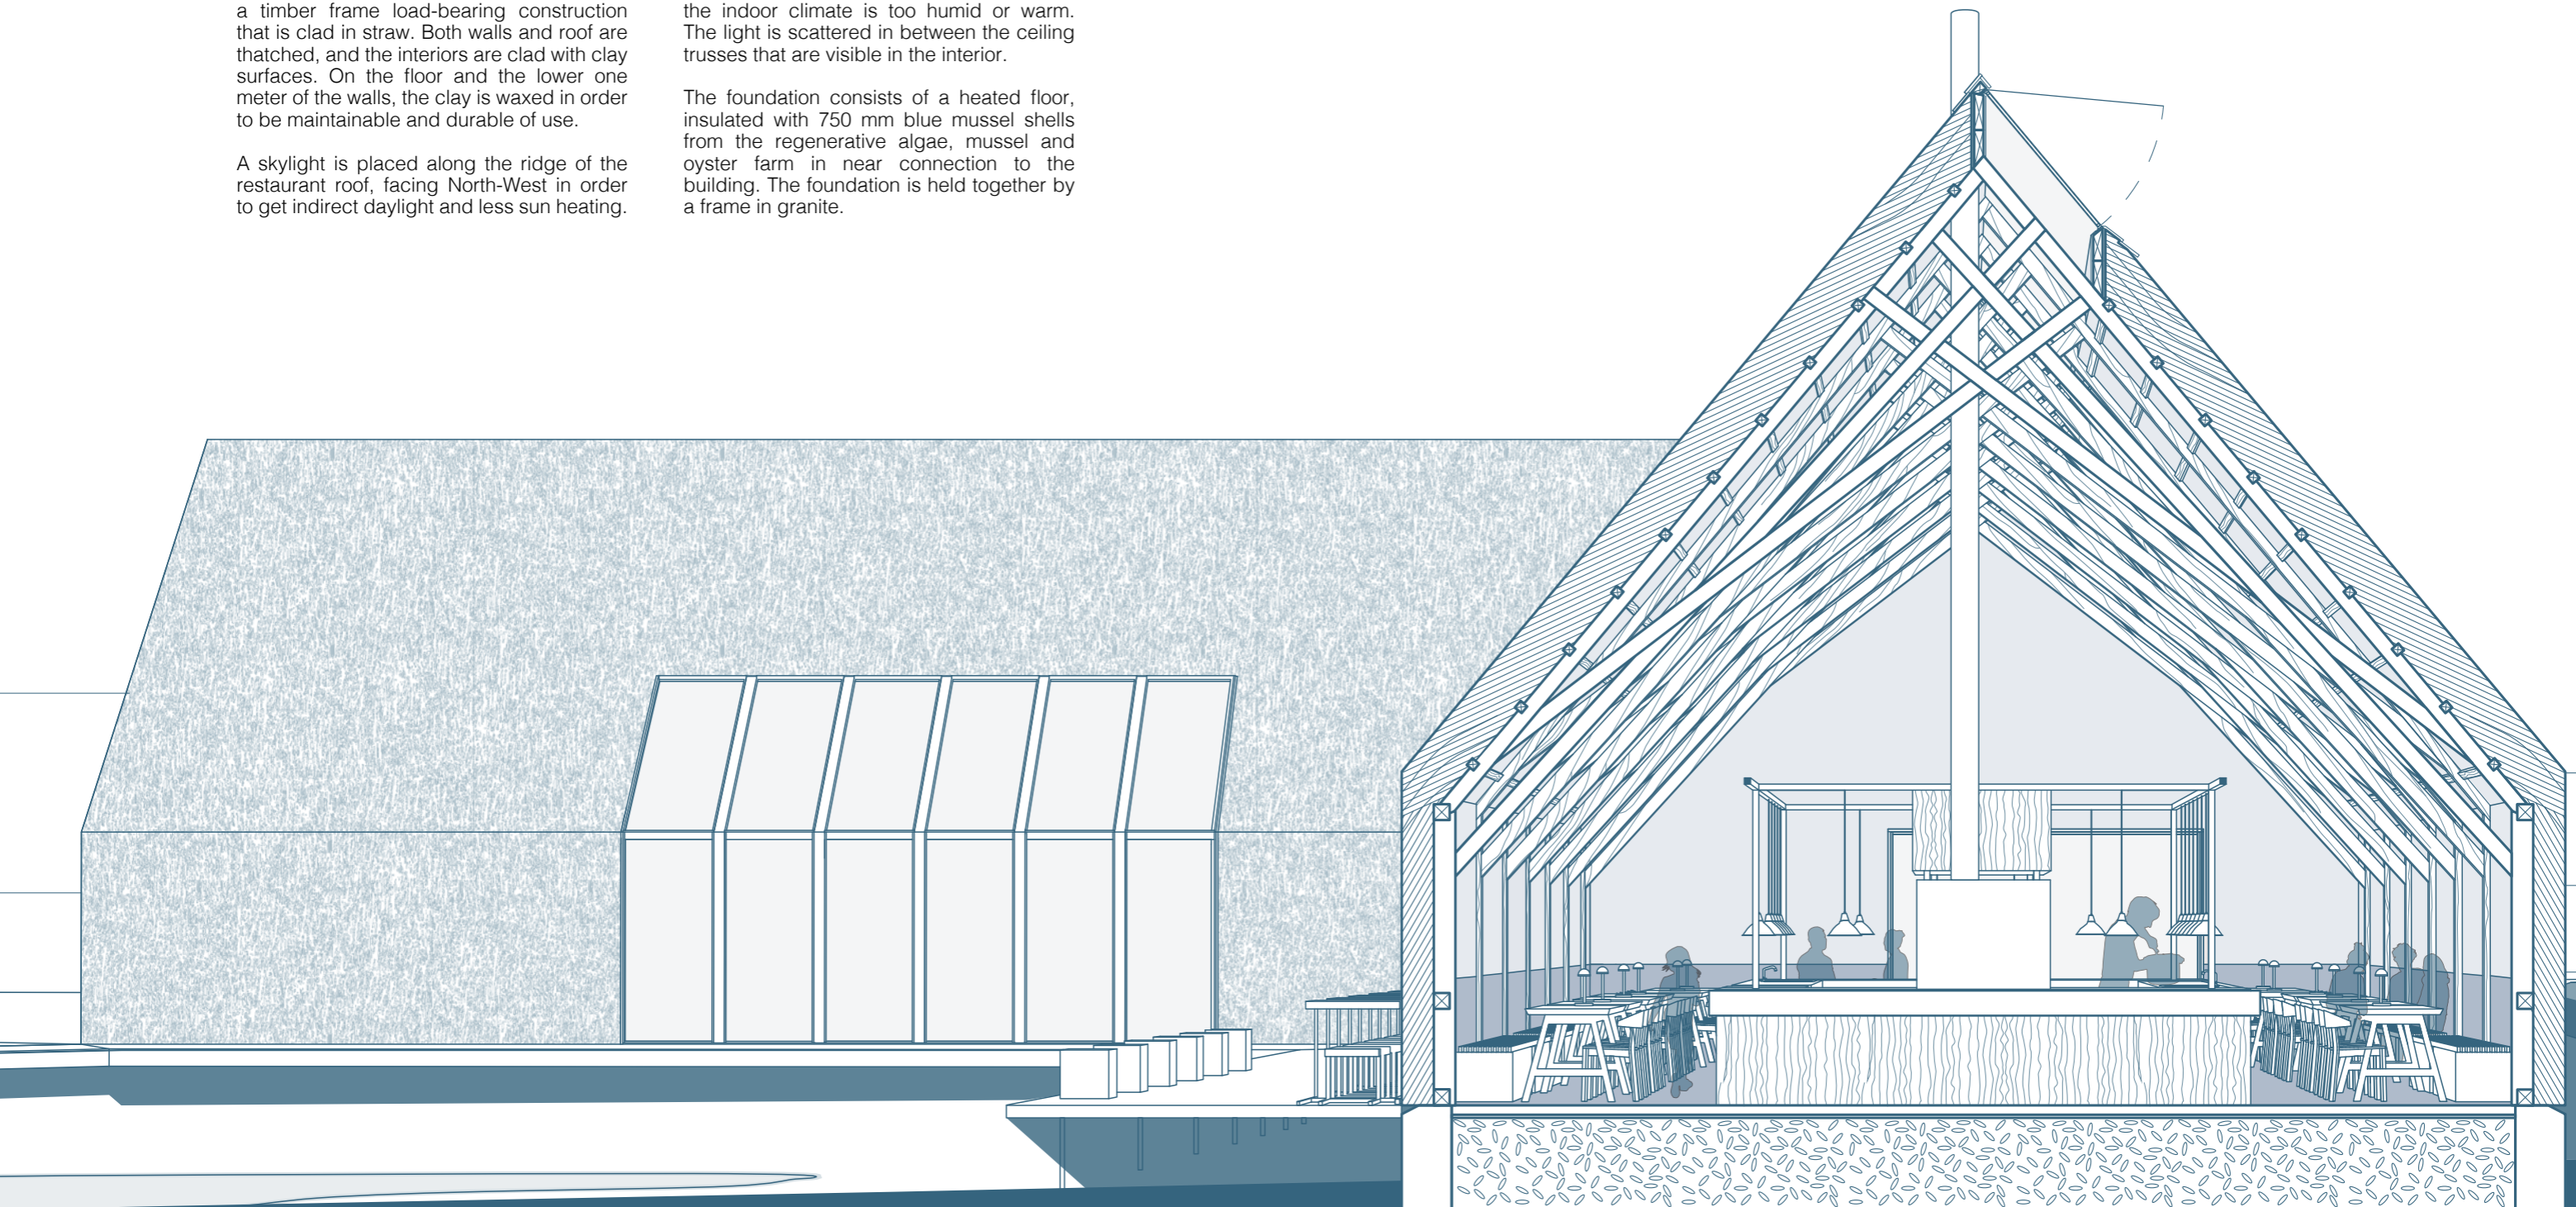 a timber frame load-bearing construction
that is clad in straw. Both walls and roof are
thatched, and the interiors are clad with clay
surfaces. On the floor and the lower one
meter of the walls, the clay is waxed in order
to be maintainable and durable of use.
A skylight is placed along the ridge of the
restaurant roof, facing North-West in order
to get indirect daylight and less sun heating.
the indoor climate is too humid or warm.
The light is scattered in between the ceiling
trusses that are visible in the interior.
The foundation consists of a heated floor,
insulated with 750 mm blue mussel shells
from the regenerative algae, mussel and
oyster farm in near connection to the
building. The foundation is held together by
a frame in granite.